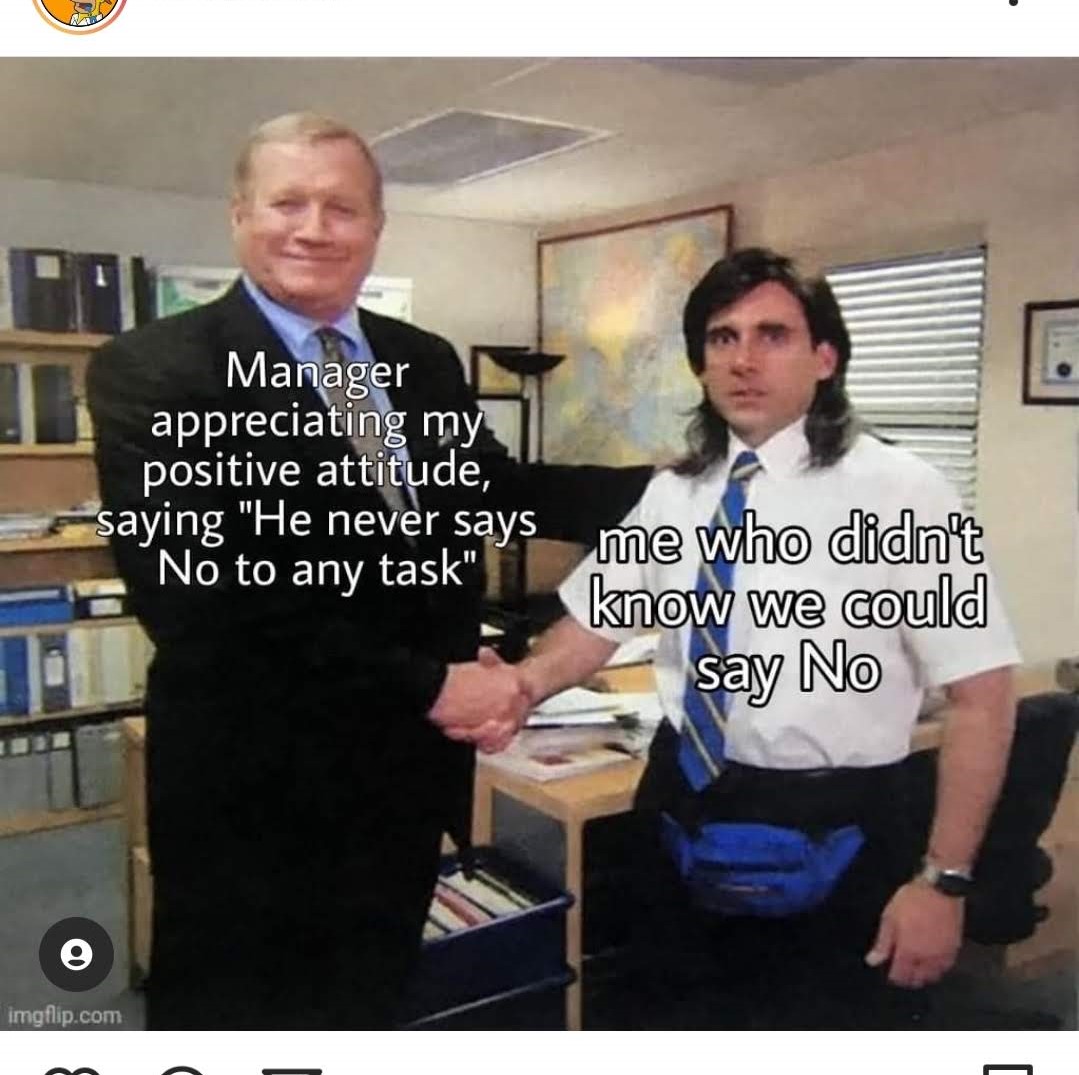 Manager
appreciating my
positive attitude,
saying "He never says
No to any task"
me who didn't
know we could
say No
imgflip.com